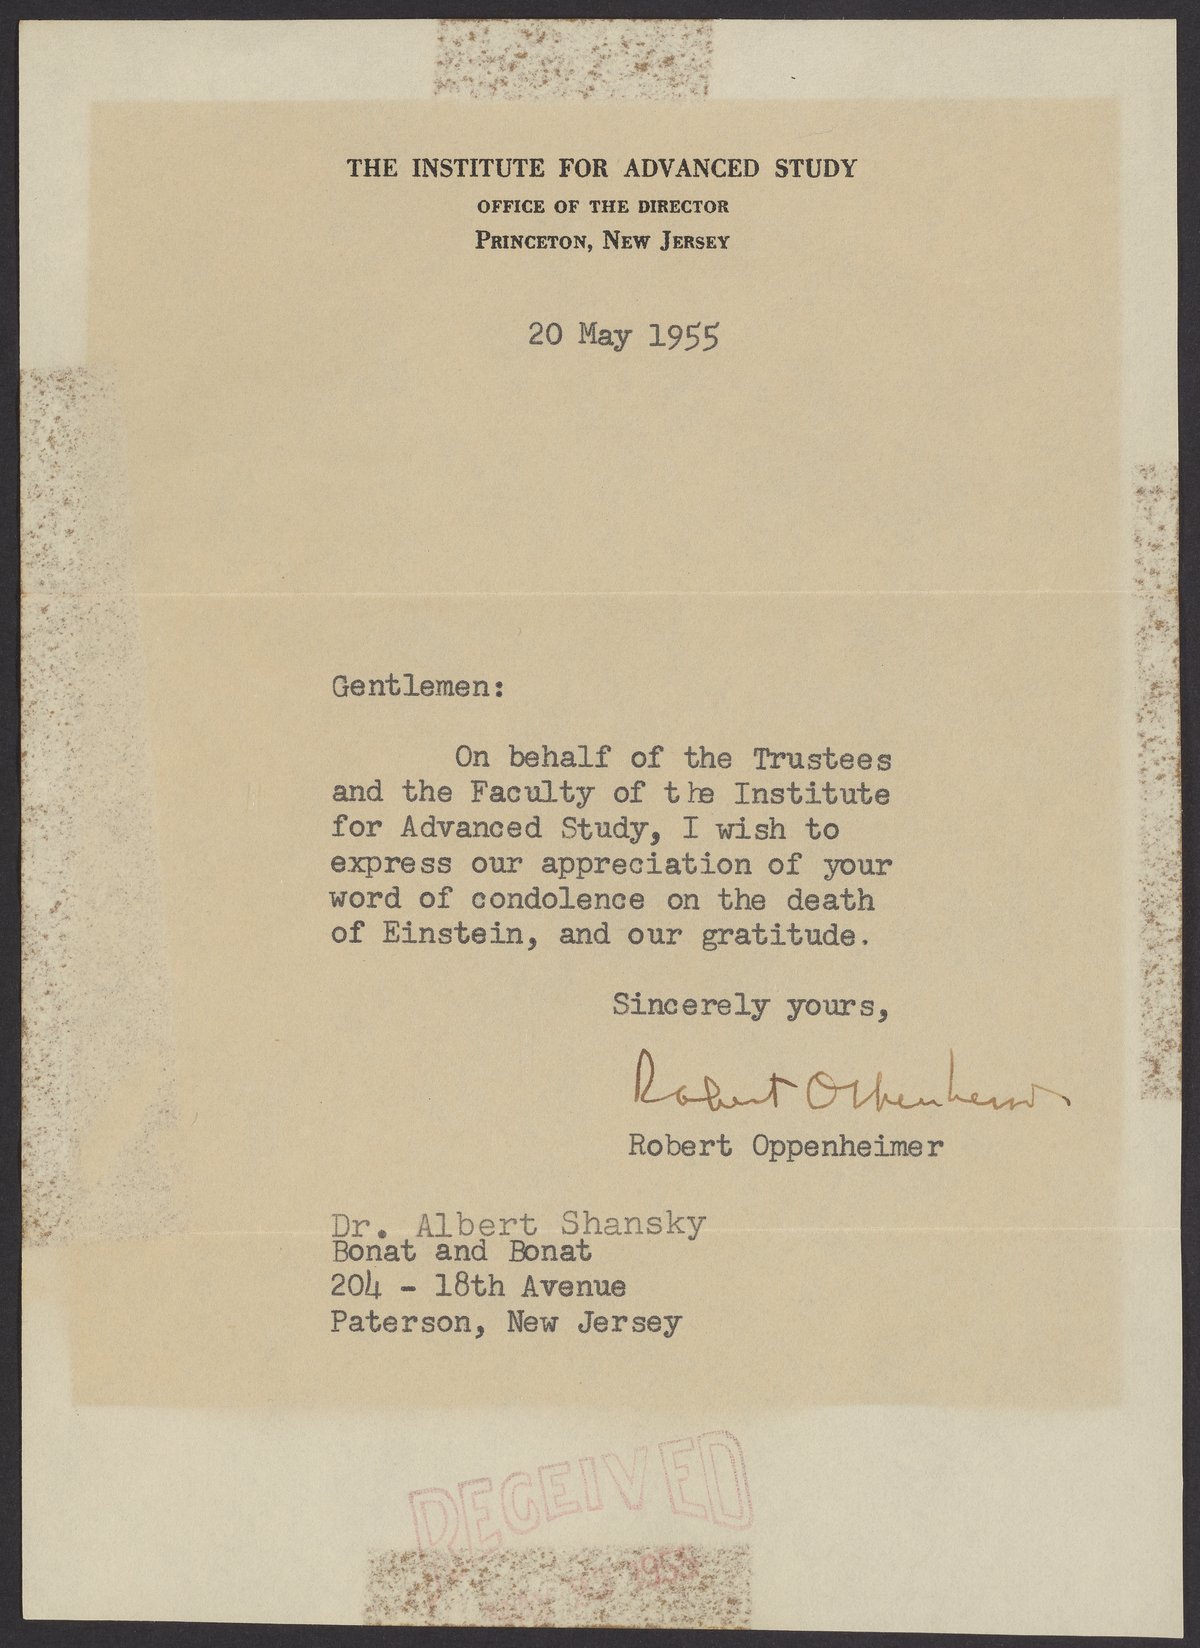 THE INSTITUTE FOR ADVANCED STUDY
OFFICE OF THE DIRECTOR
PRINCETON, NEW JERSEY
20 May 1955
Gentlemen:
On behalf of the Trustees
and the Faculty of the Institute
for Advanced Study, I wish to
express our appreciation of your
word of condolence on the death
of Einstein, and our gratitude.
Sincerely yours,
Robert Oppenheimer
Robert Oppenheimer
Dr. Albert Shansky
Bonat and Bonat
204 - 18th Avenue
Paterson, New Jersey
RECEIVED
1955